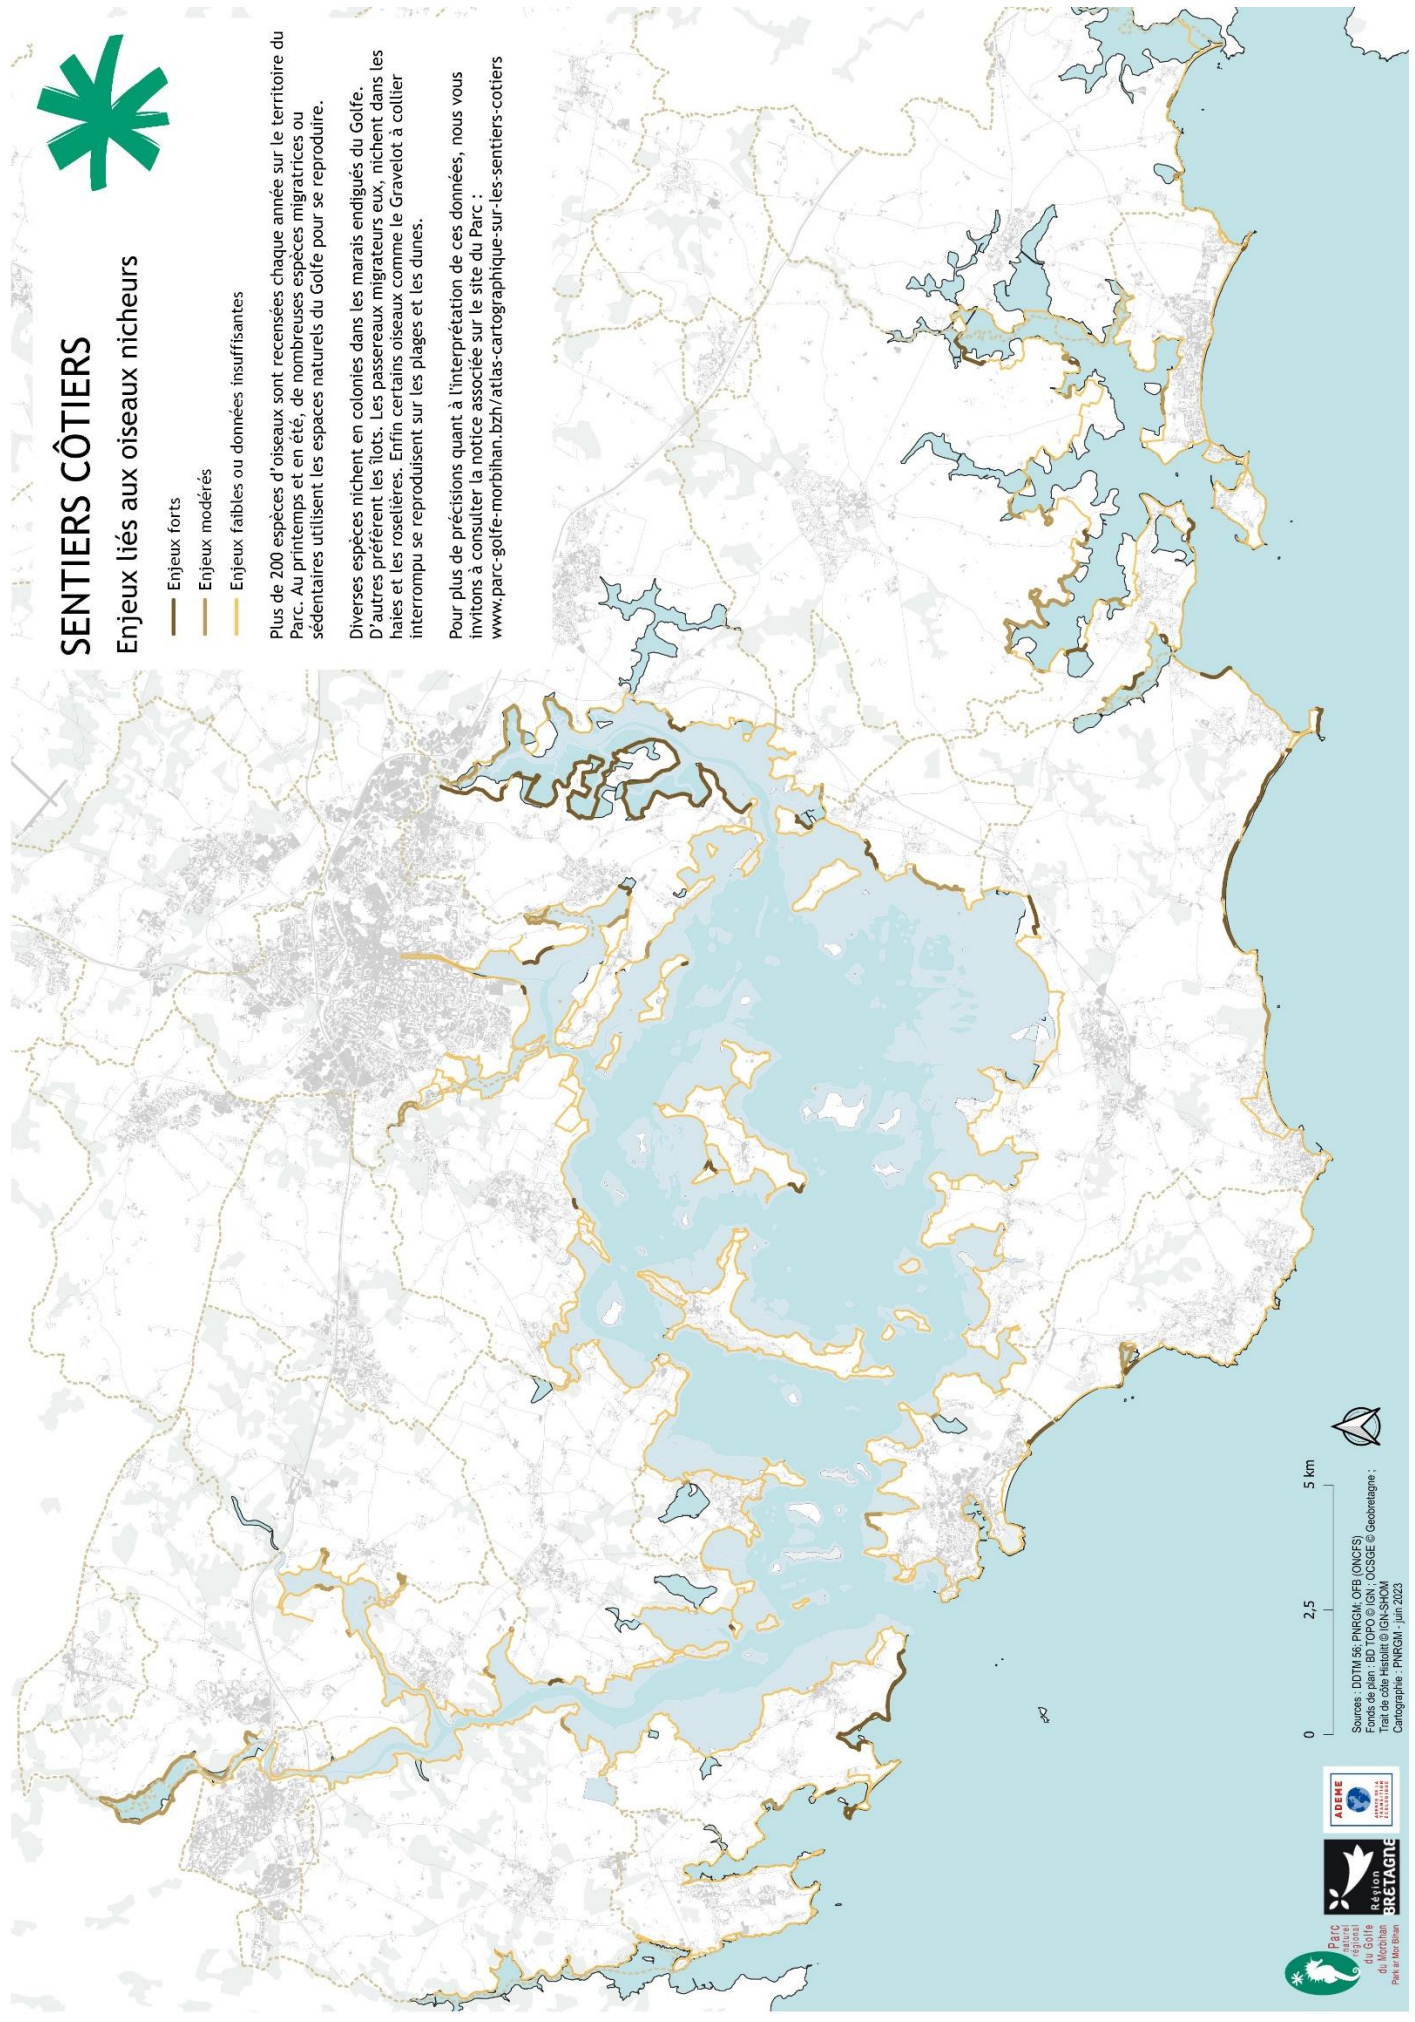 SENTIERS CÔTIERS
Enjeux liés aux oiseaux nicheurs
Enjeux forts
Enjeux modérés
Enjeux faibles ou données insuffisantes
Plus de 200 espèces d'oiseaux sont recensées chaque année sur le territoire du
Parc. Au printemps et en été, de nombreuses espèces migratrices ou
sédentaires utilisent les espaces naturels du Golfe pour se reproduire.
Diverses espèces nichent en colonies dans les marais endigués du Golfe.
D'autres préfèrent les îlots. Les passereaux migrateurs eux, nichent dans les
haies et les roselières. Enfin certains oiseaux comme le Gravelot à collier
interrompu se reproduisent sur les plages et les dunes.
Pour plus de précisions quant à l'interprétation de ces données, nous vous
invitons à consulter la notice associée sur le site du Parc :
www.parc-golfe-morbihan.bzh/atlas-cartographique-sur-les-sentiers-cotiers
Parc
naturel
régional
du Golfe
du Morbihan
Park ar Mor Bihan
Région
BRETAGNE
ADEME
AGENCE DE LA
TRANSITION
ÉCOLOGIQUE
0 2,5 5 km
Sources : DDTM 56, PNRGM, OFB (ONCFS)
Fonds de plan : BD TOPO © IGN ; OCSGE © Geobretagne ;
Trait de côte Histolitt © IGN-SHOM
Cartographie : PNRGM - juin 2023